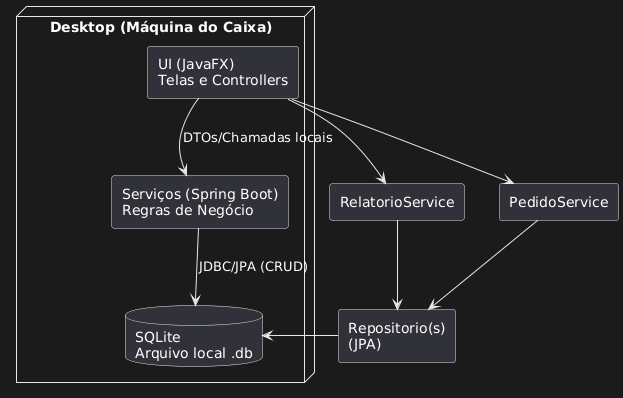 Desktop (Máquina do Caixa)
UI (JavaFX)
Telas e Controllers
DTOs/Chamadas locais
Serviços (Spring Boot)
Regras de Negócio
RelatorioService
PedidoService
JDBC/JPA (CRUD)
SQLite
Arquivo local .db
Repositorio(s)
(JPA)